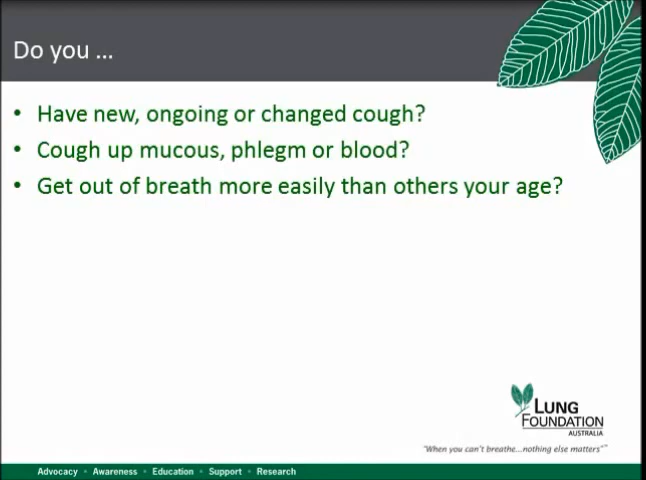 Do you ...
• Have new, ongoing or changed cough?
• Cough up mucous, phlegm or blood?
• Get out of breath more easily than others your age?
LUNG
FOUNDATION
AUSTRALIA
"When you can't breathe...nothing else matters"™
Advocacy • Awareness • Education • Support • Research